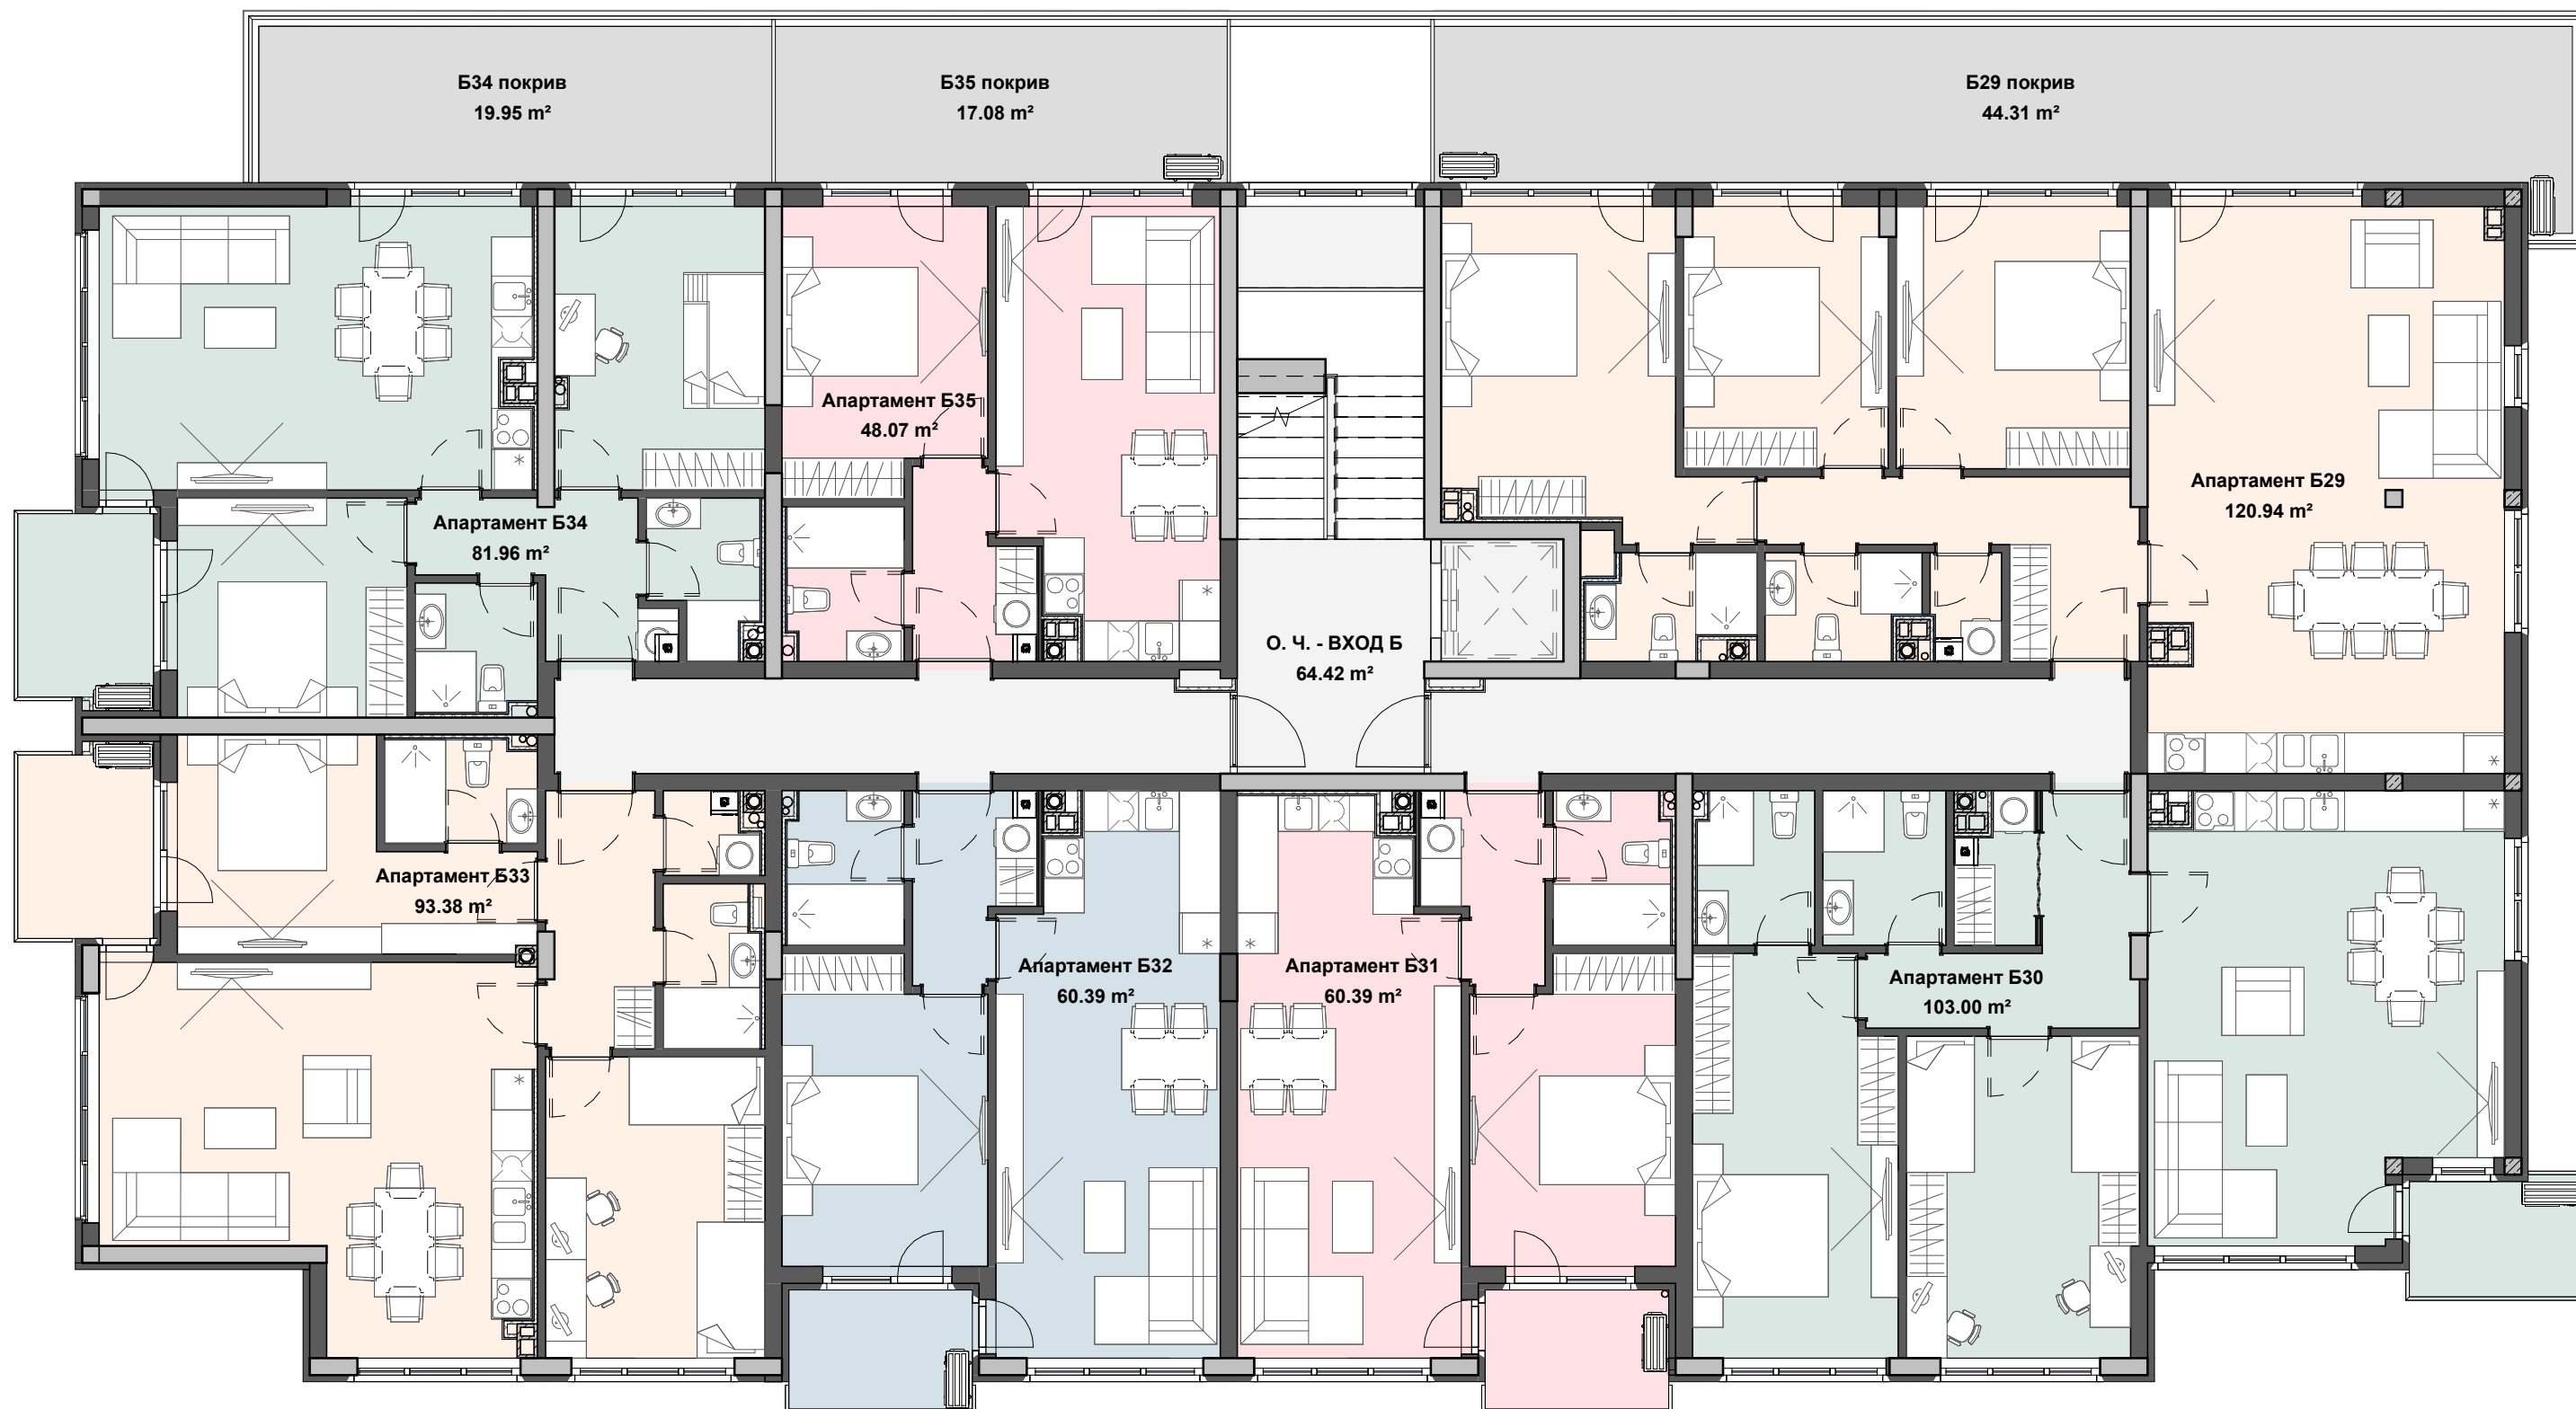 Б34 покрив
19.95 m²
Б35 покрив
17.08 m²
Б29 покрив
44.31 m²
Апартамент Б35
48.07 m²
Апартамент Б29
120.94 m²
Апартамент Б34
81.96 m²
О. Ч. - ВХОД Б
64.42 m²
Апартамент Б33
93.38 m²
Апартамент Б32
60.39 m²
Апартамент Б31
60.39 m²
Апартамент Б30
103.00 m²